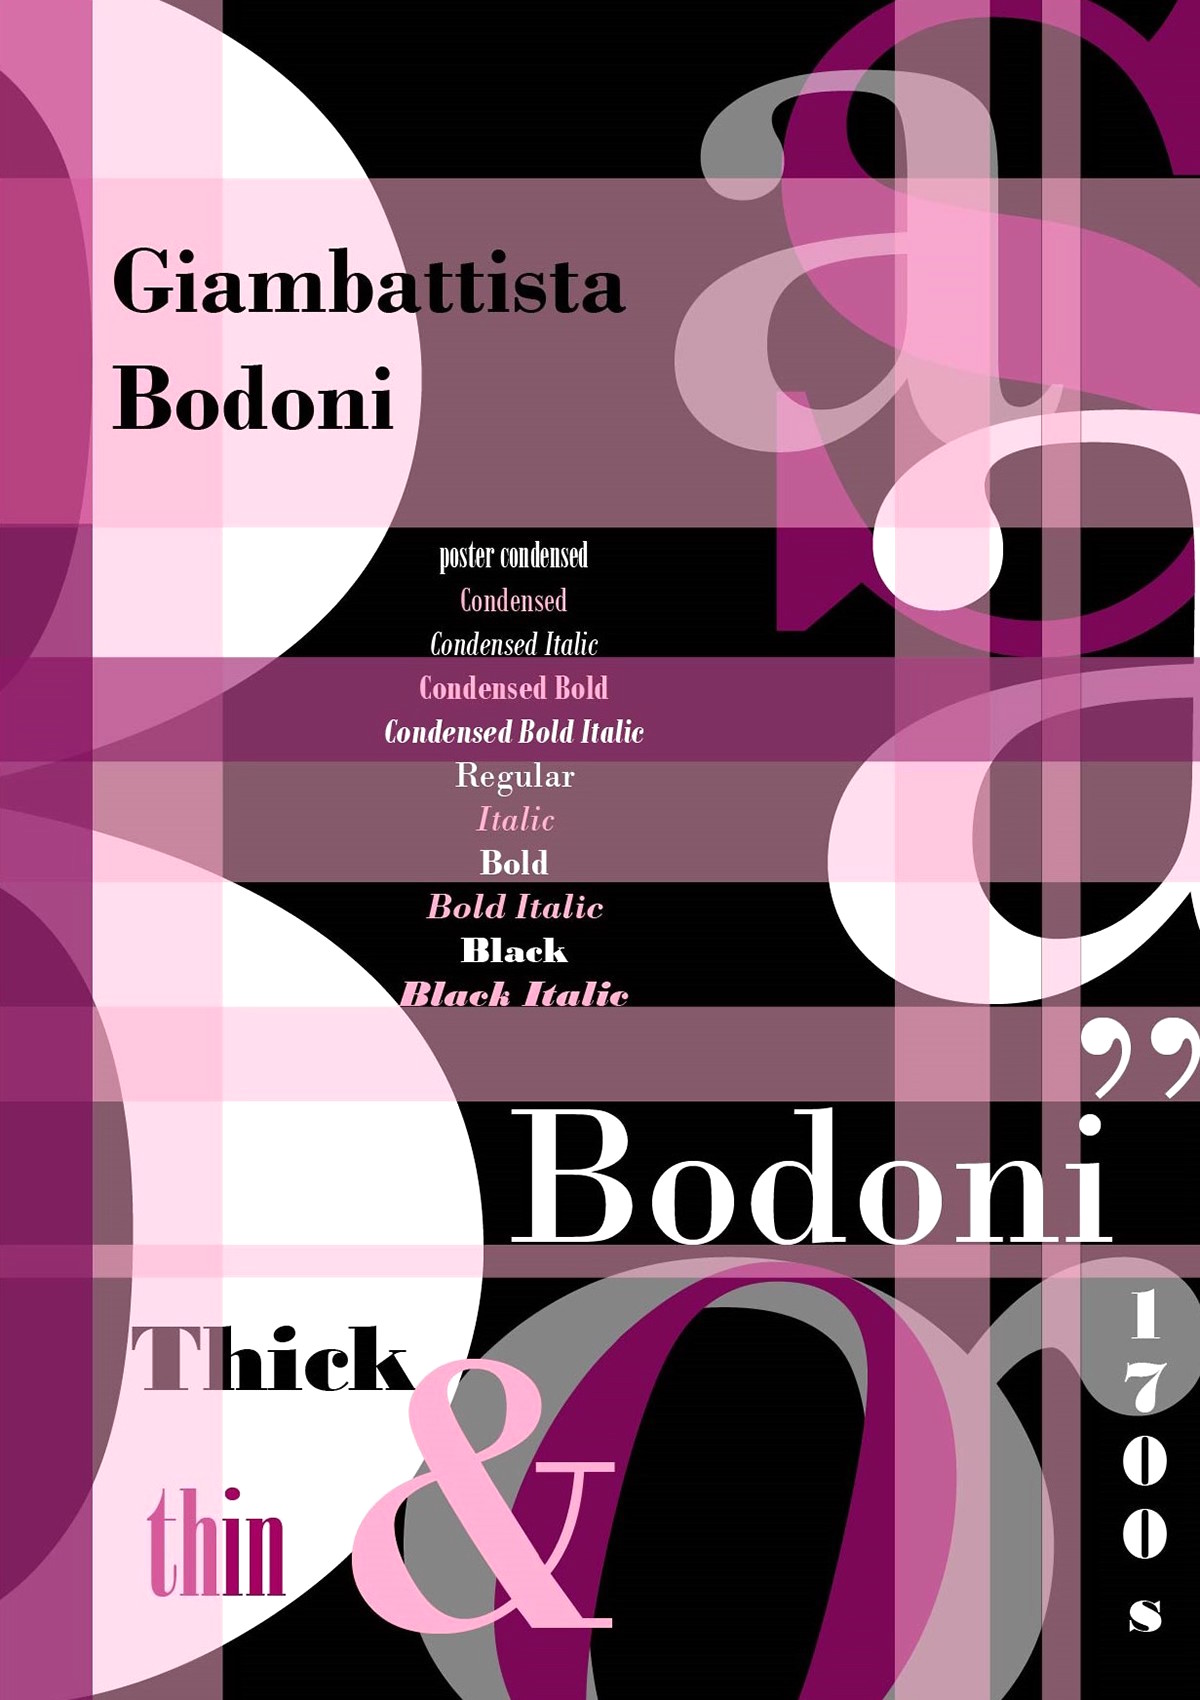 Giambattista
Bodoni
a
a
poster condensed
Condensed
Condensed Italic
Condensed Bold
Condensed Bold Italic
Regular
Italic
Bold
Bold Italic
Black
Black Italic
”
Bodoni
Thick
&
thin
1
7
0
0
s